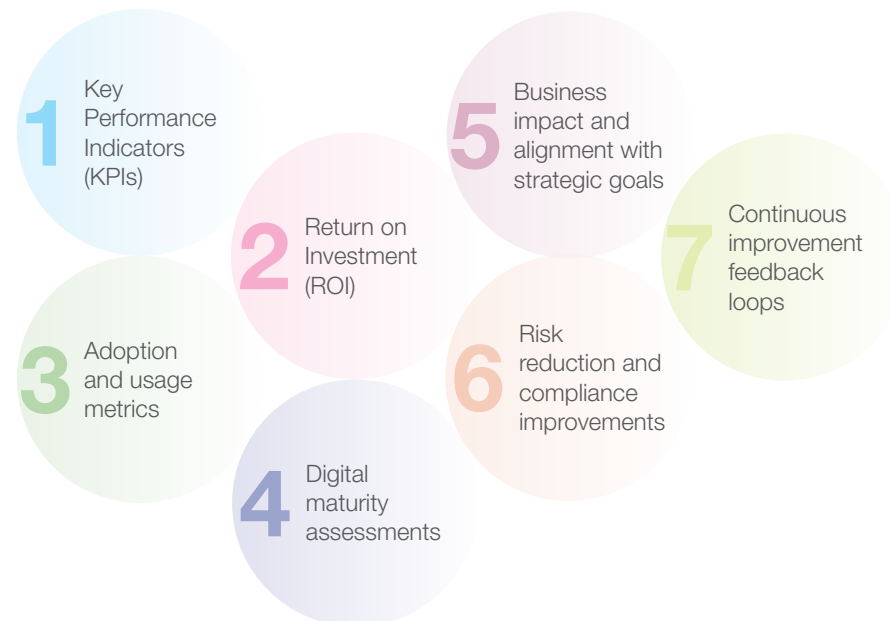 1
Key
Performance
Indicators
(KPIs)
2
Return on
Investment
(ROI)
3
Adoption
and usage
metrics
4
Digital
maturity
assessments
5
Business
impact and
alignment with
strategic goals
6
Risk
reduction and
compliance
improvements
7
Continuous
improvement
feedback
loops